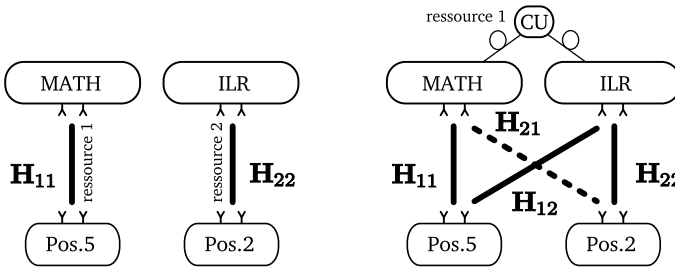 ressource 1
CU
MATH
ILR
MATH
ILR
ressource 1
ressource 2
H11
H22
H11
H21
H12
H22
Pos.5
Pos.2
Pos.5
Pos.2